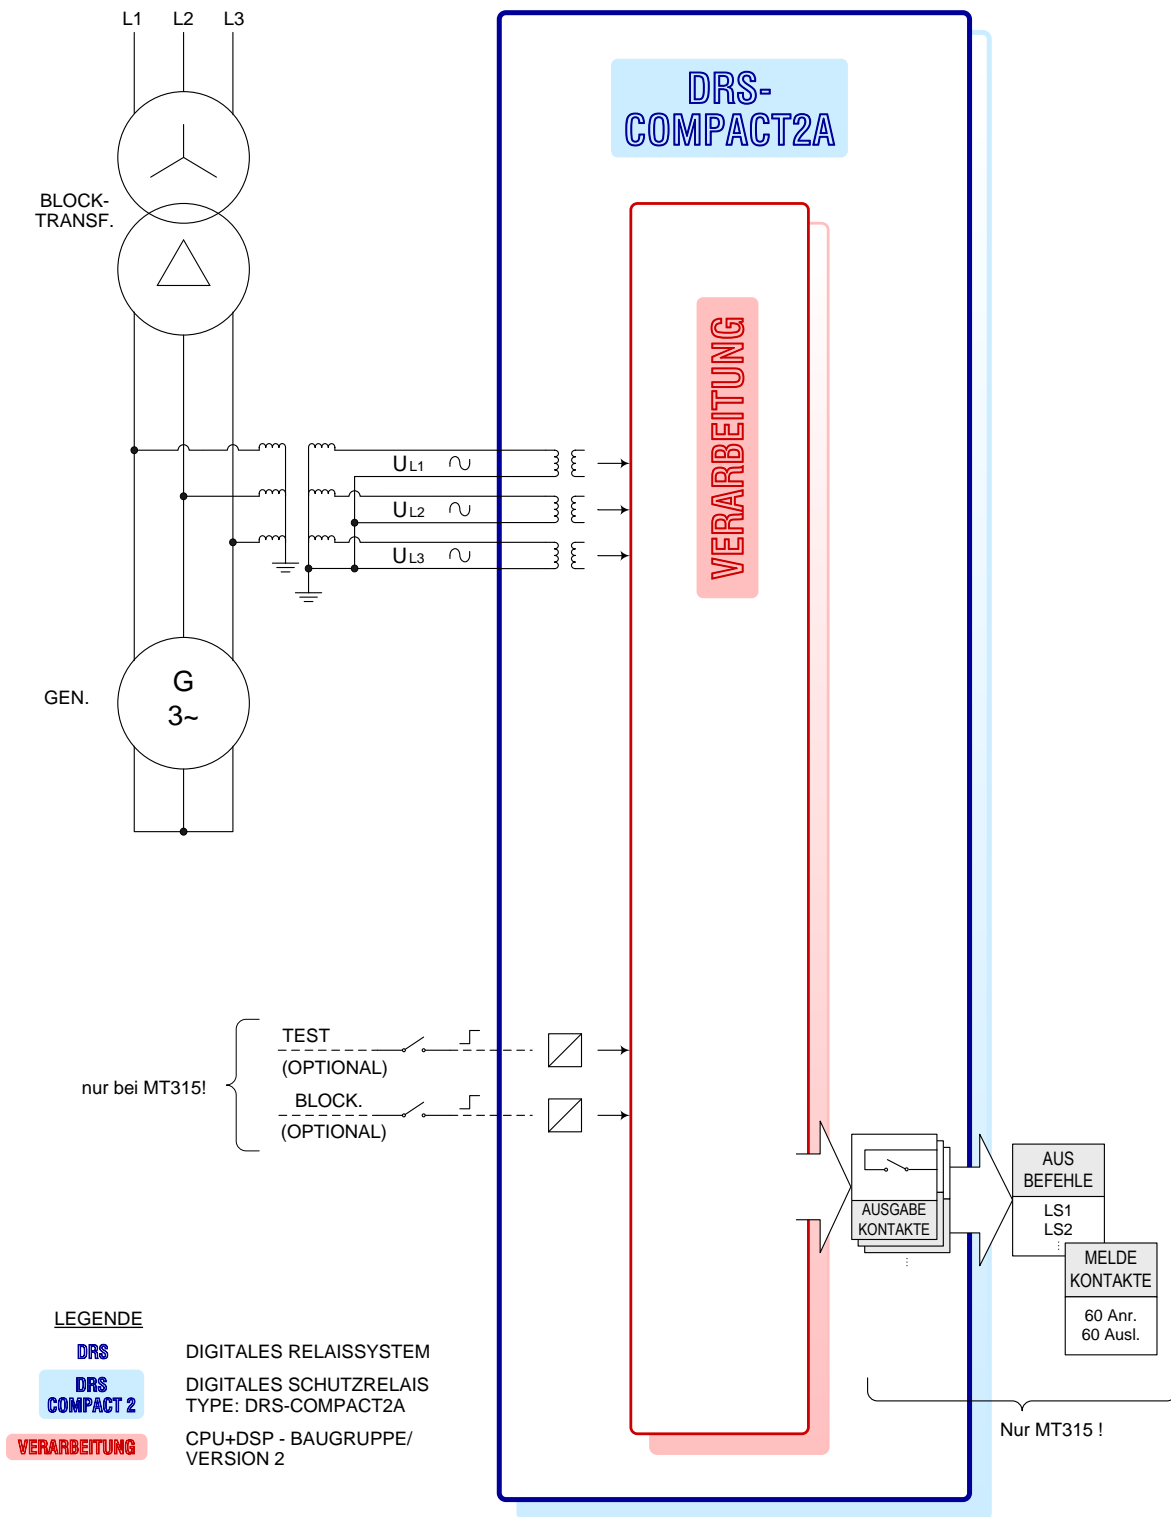 L1 L2 L3
DRS-
COMPACT2A
BLOCK-
TRANSF.
VERARBEITUNG
UL1
UL2
UL3
GEN.
G
3~
TEST
(OPTIONAL)
nur bei MT315!
BLOCK.
(OPTIONAL)
AUSGABE
KONTAKTE
AUS
BEFEHLE
LS1
LS2
MELDE
KONTAKTE
60 Anr.
60 Ausl.
Nur MT315 !
LEGENDE
DRS DIGITALES RELAISSYSTEM
DRS
COMPACT 2
DIGITALES SCHUTZRELAIS
TYPE: DRS-COMPACT2A
VERARBEITUNG
CPU+DSP - BAUGRUPPE/
VERSION 2